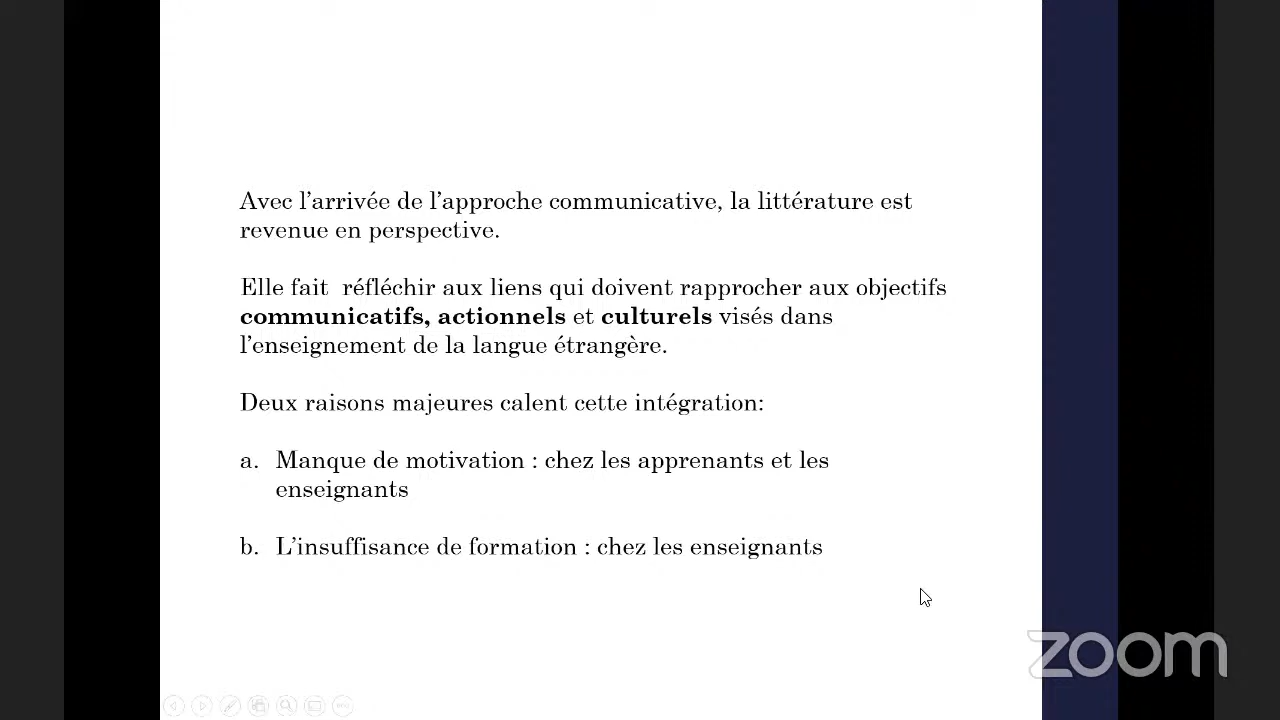 Avec l’arrivée de l’approche communicative, la littérature est
revenue en perspective.
Elle fait  réfléchir aux liens qui doivent rapprocher aux objectifs
communicatifs, actionnels et culturels visés dans
l’enseignement de la langue étrangère.
Deux raisons majeures calent cette intégration:
a. Manque de motivation : chez les apprenants et les
enseignants
b. L’insuffisance de formation : chez les enseignants
zoom